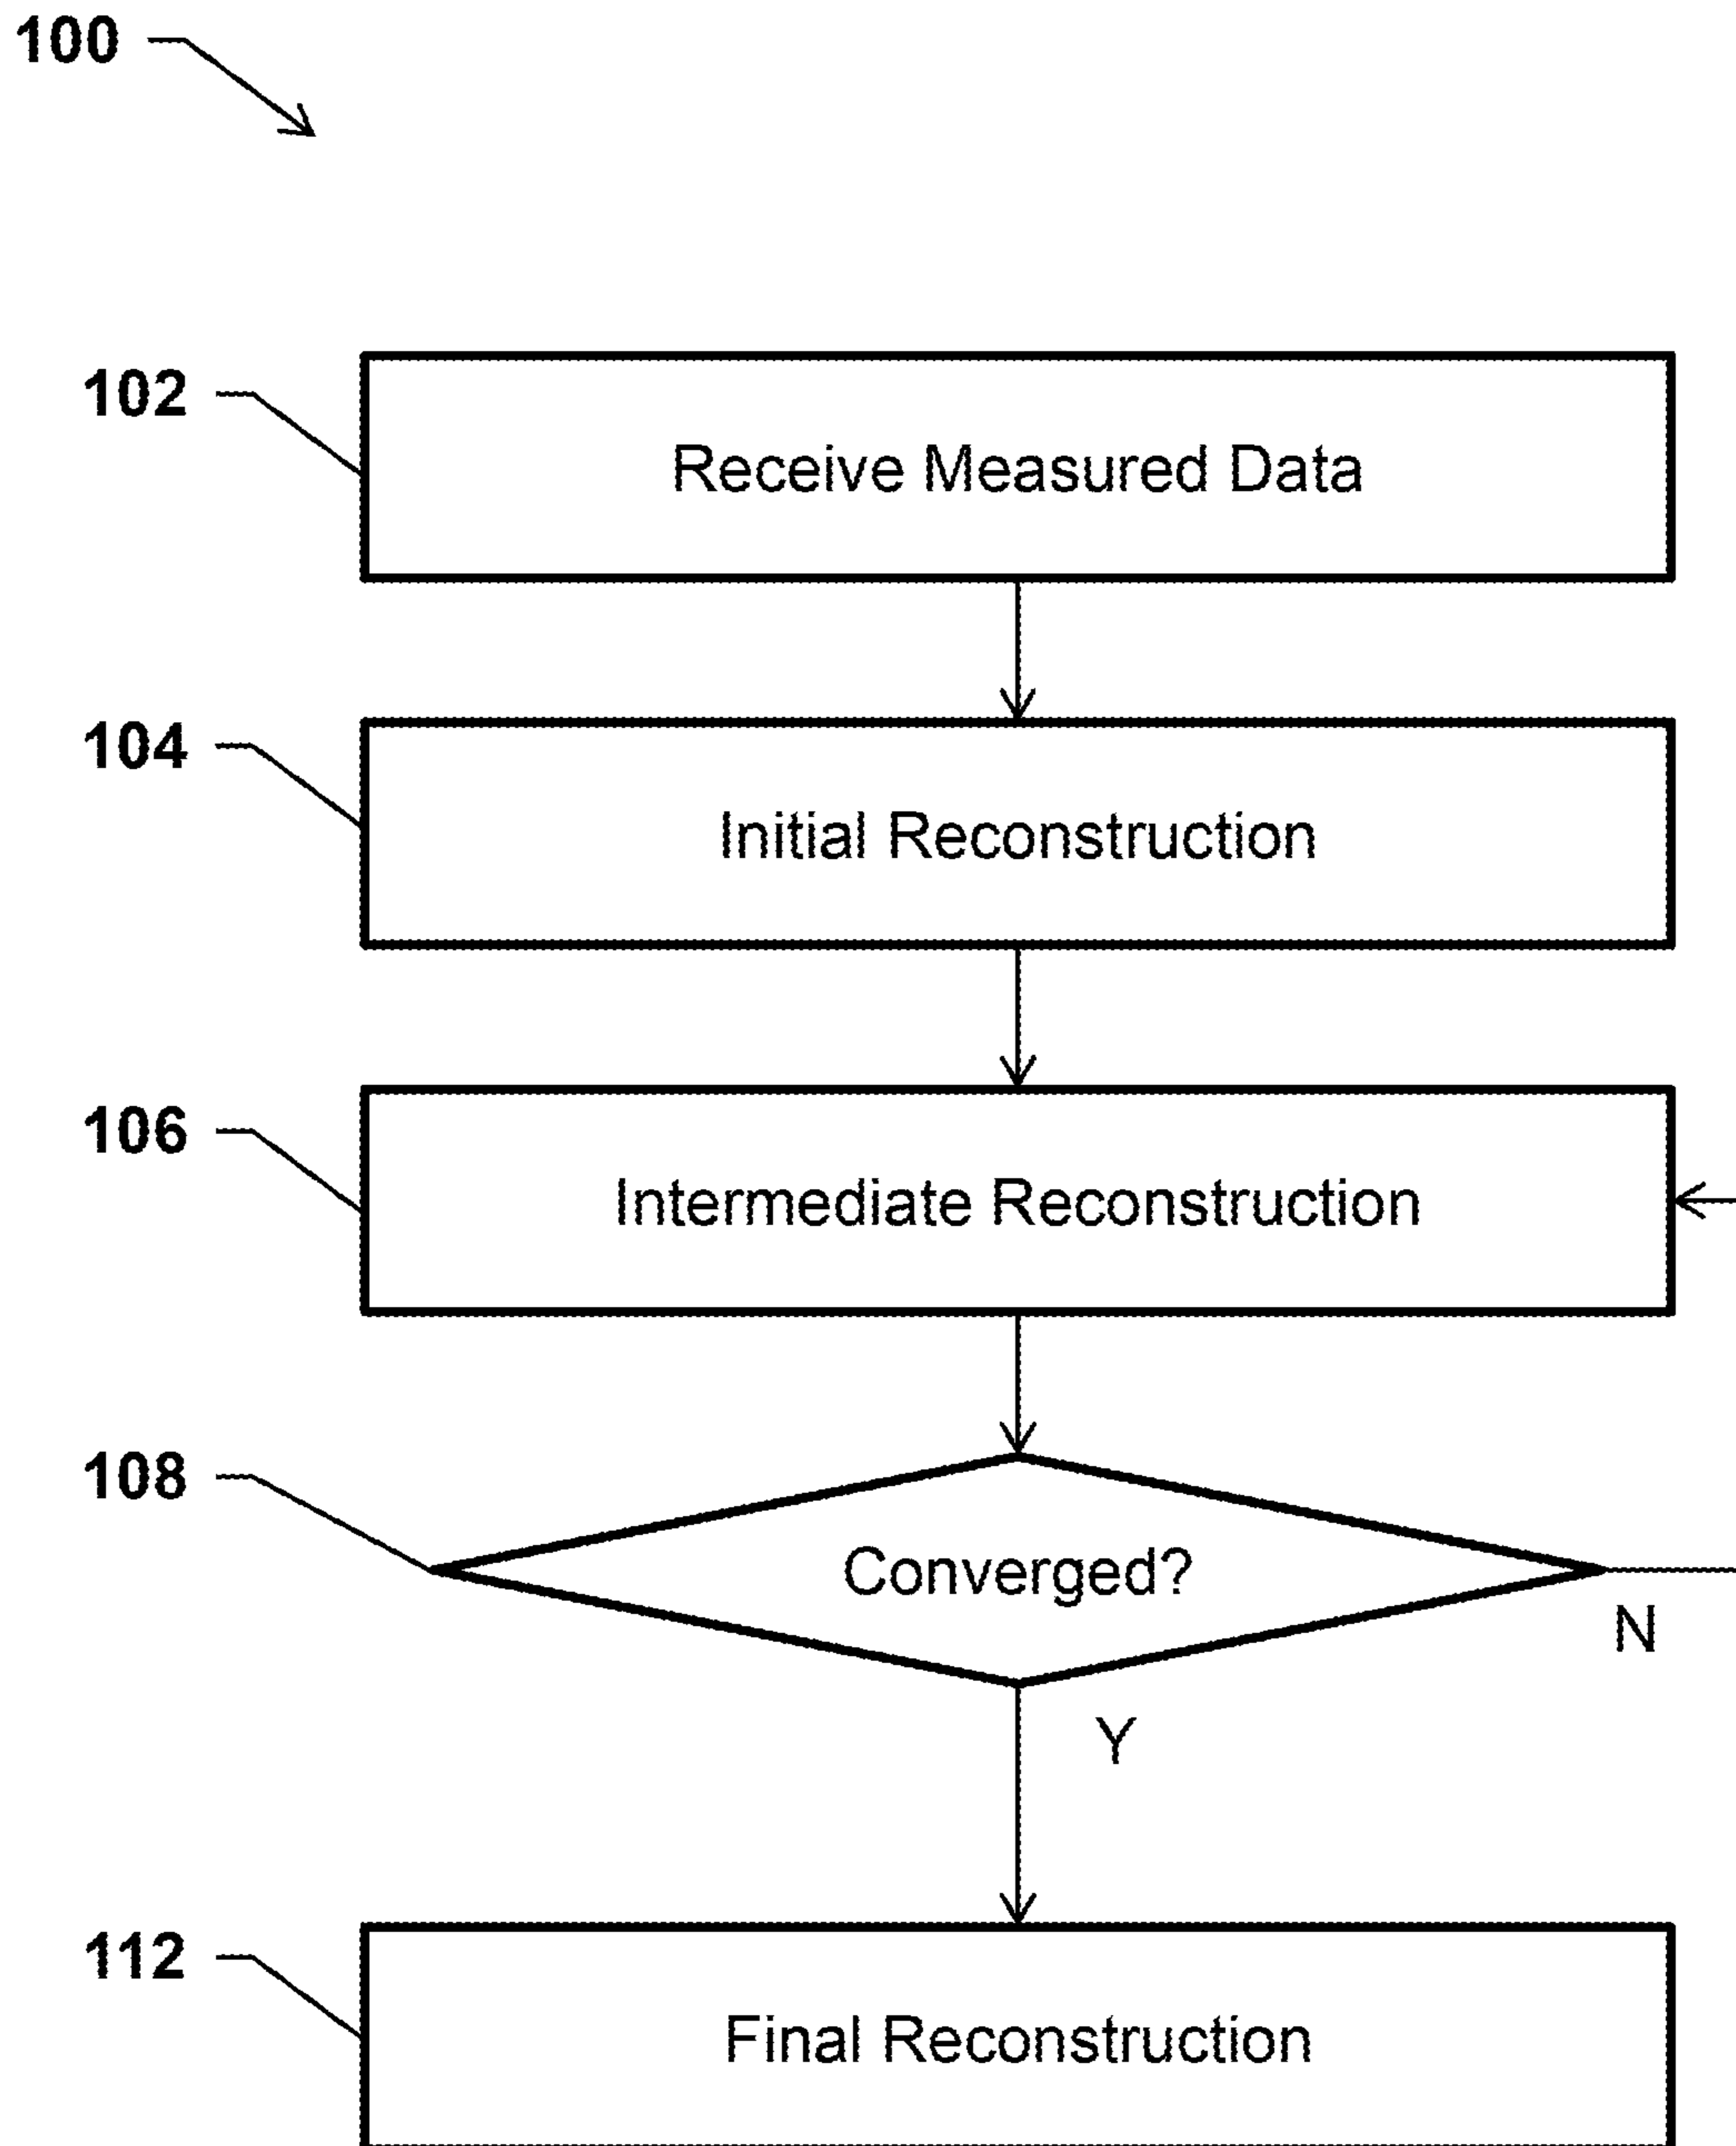 100
102
Receive Measured Data
104
Initial Reconstruction
106
Intermediate Reconstruction
108
Converged?
N
Y
112
Final Reconstruction